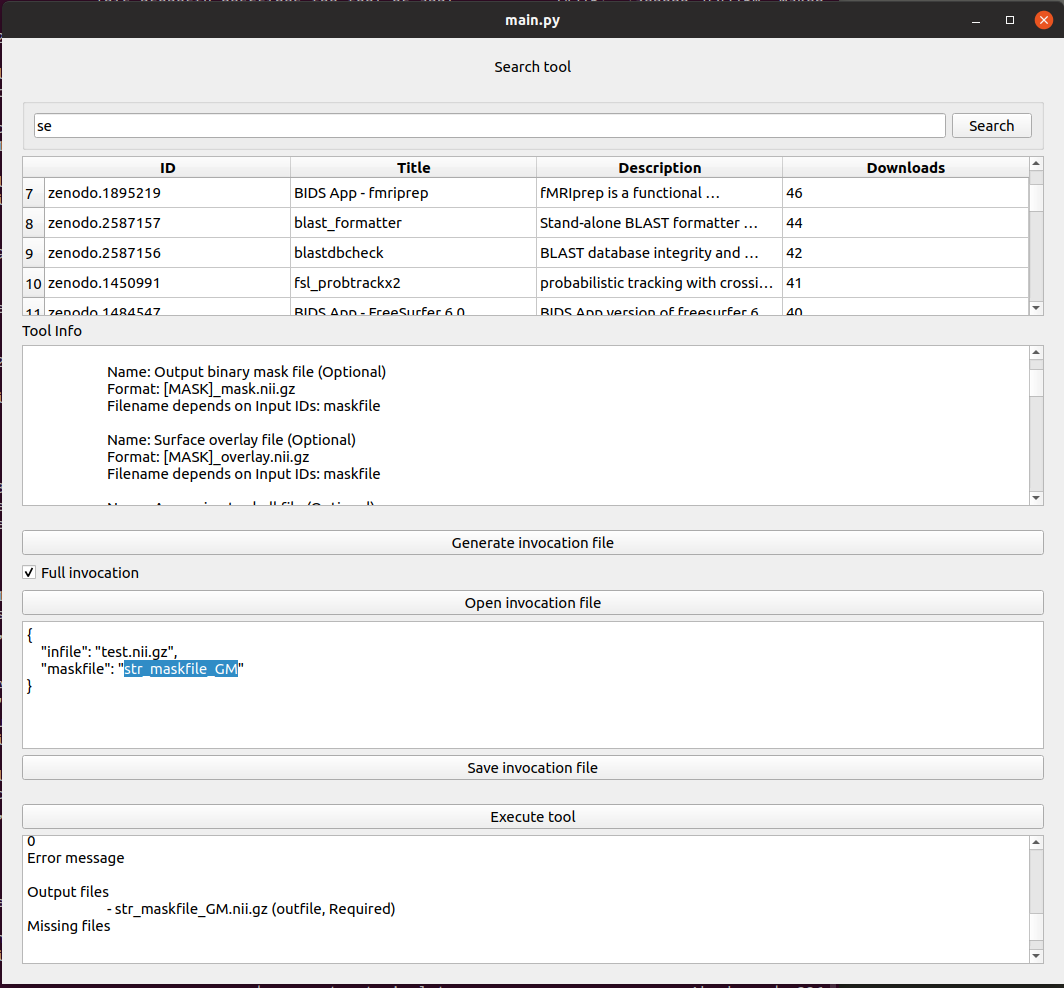 main.py
Search tool
se
Search
ID Title Description Downloads
7 zenodo.1895219 BIDS App - fmriprep fMRIprep is a functional … 46
8 zenodo.2587157 blast_formatter Stand-alone BLAST formatter … 44
9 zenodo.2587156 blastdbcheck BLAST database integrity and … 42
10 zenodo.1450991 fsl_probtrackx2 probabilistic tracking with crossi… 41
11 zenodo.1484547 BIDS App - FreeSurfer 6.0 BIDS App version of freesurfer 6 40
Tool Info
Name: Output binary mask file (Optional)
Format: [MASK]_mask.nii.gz
Filename depends on Input IDs: maskfile
Name: Surface overlay file (Optional)
Format: [MASK]_overlay.nii.gz
Filename depends on Input IDs: maskfile
Generate invocation file
Full invocation
Open invocation file
{
"infile": "test.nii.gz",
"maskfile": "str_maskfile_GM"
}
Save invocation file
Execute tool
0
Error message
Output files
- str_maskfile_GM.nii.gz (outfile, Required)
Missing files